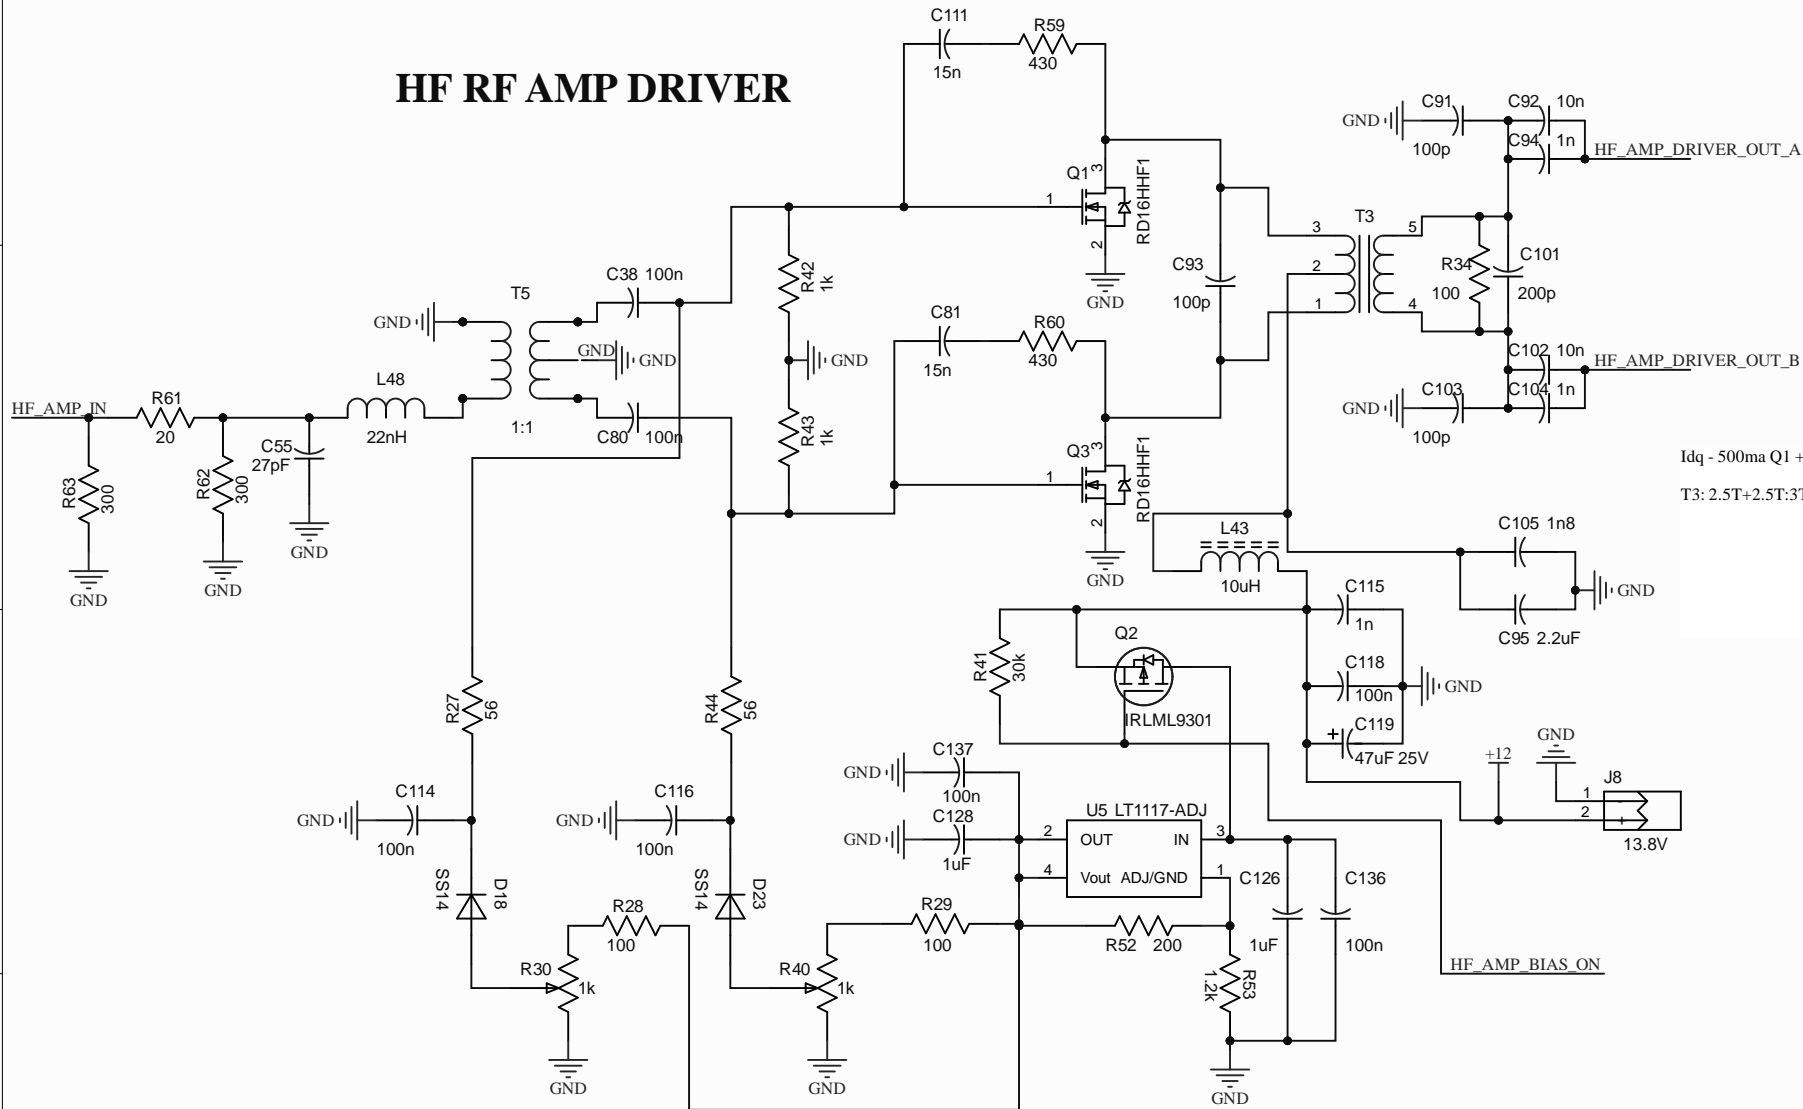 HF RF AMP DRIVER
C111
15n
R59
430
C91
100p
GND
C92 10n
C94 1n
HF_AMP_DRIVER_OUT_A
Q1
1
3
2
RD16HHF1
GND
T3
3
2
1
5
4
R34
100
C101
200p
C93
100p
C38 100n
R42
1k
T5
GND
GND
GND
1:1
C80 100n
GND
R43
1k
C81
15n
R60
430
C102 10n
HF_AMP_DRIVER_OUT_B
C103
100p
GND
C104 1n
HF_AMP_IN
R61
20
L48
22nH
C55
27pF
GND
R62
300
GND
R63
300
GND
Q3
1
3
2
RD16HHF1
GND
Idq - 500ma Q1 +
T3: 2.5T+2.5T:3T
L43
10uH
C105 1n8
C95 2.2uF
GND
C115
1n
C118
100n
GND
C119
+
47uF 25V
R41
30k
Q2
IRLML9301
R27
56
R44
56
+12
GND
J8
1
2
-
+
13.8V
C137
100n
GND
C128
1uF
GND
U5 LT1117-ADJ
OUT
IN
Vout
ADJ/GND
2
4
3
1
C114
100n
GND
C116
100n
GND
D18
SS14
D23
SS14
R28
100
R29
100
R52 200
R53
1.2k
C126
1uF
C136
100n
R30
1k
R40
1k
HF_AMP_BIAS_ON
GND
GND
GND